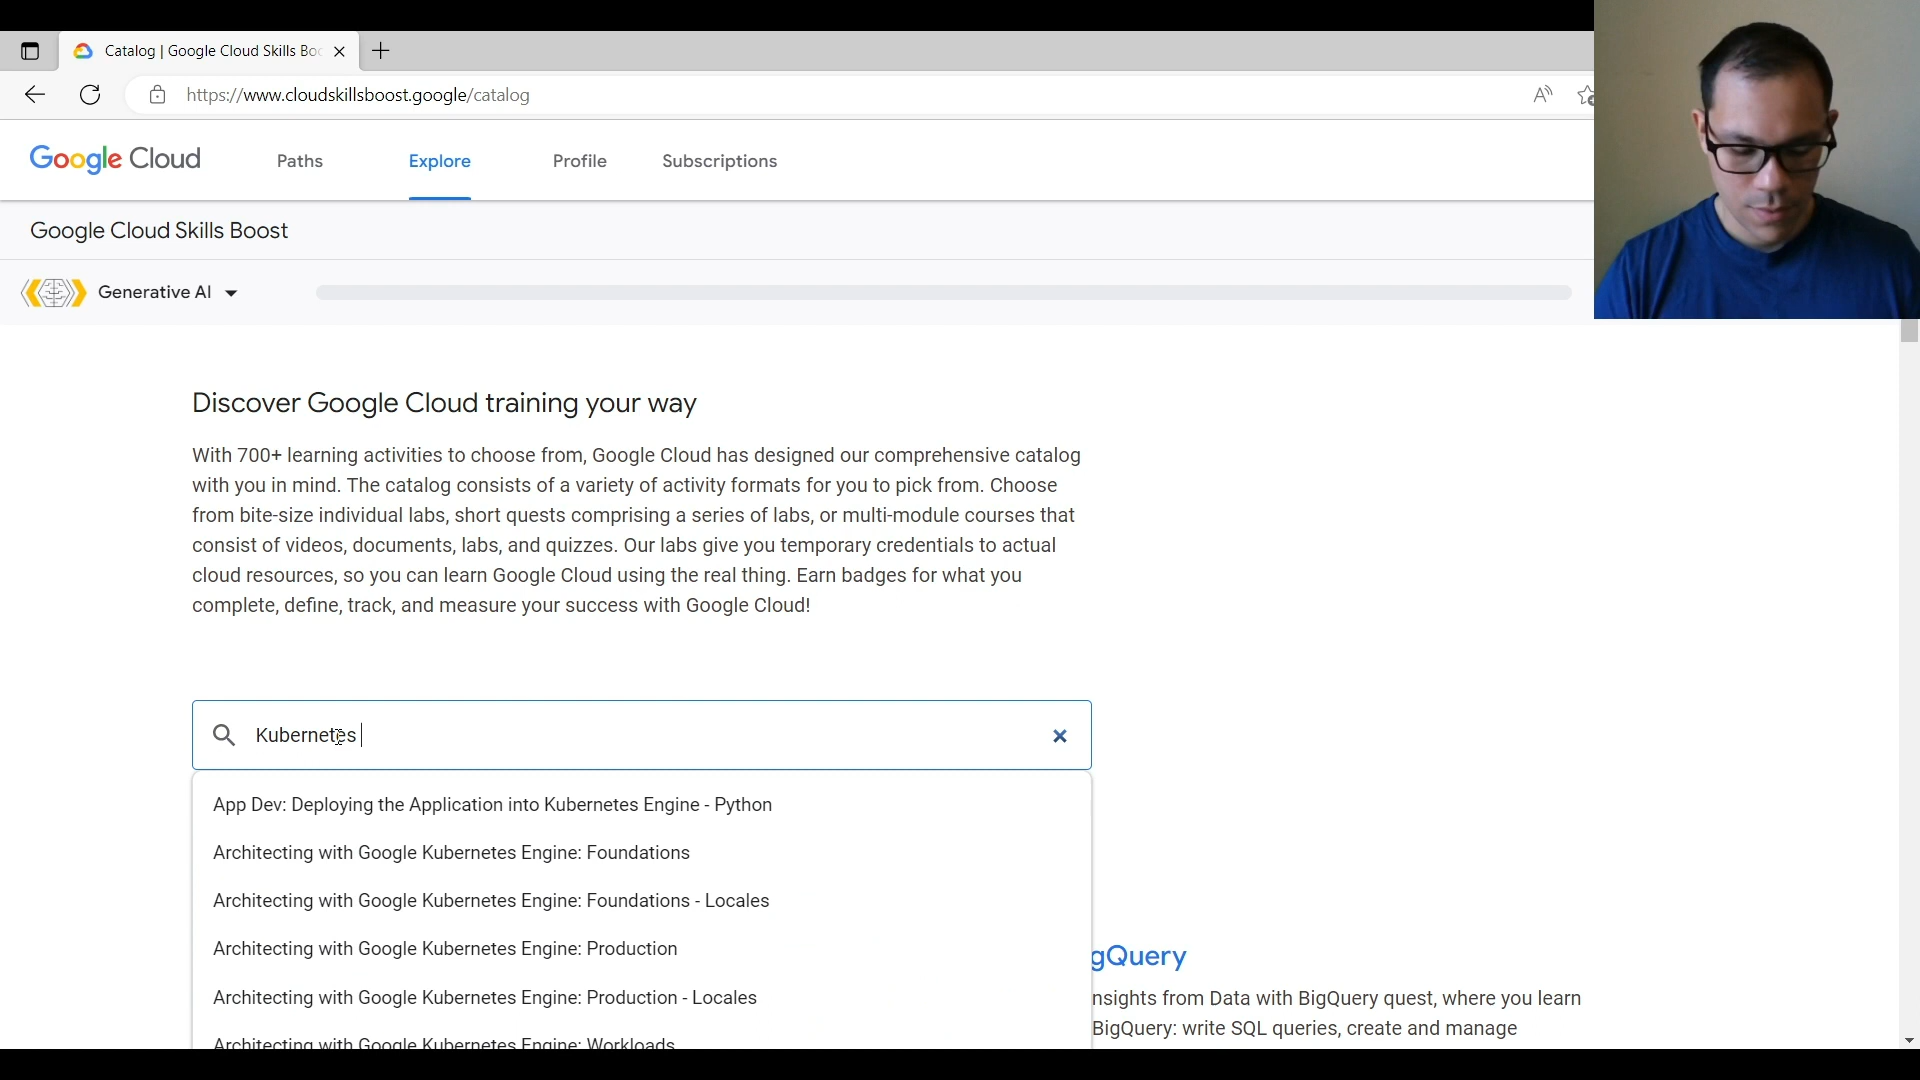 Catalog | Google Cloud Skills Boo
https://www.cloudskillsboost.google/catalog
Google Cloud
Paths
Explore
Profile
Subscriptions
Google Cloud Skills Boost
Generative AI
Discover Google Cloud training your way
With 700+ learning activities to choose from, Google Cloud has designed our comprehensive catalog
with you in mind. The catalog consists of a variety of activity formats for you to pick from. Choose
from bite-size individual labs, short quests comprising a series of labs, or multi-module courses that
consist of videos, documents, labs, and quizzes. Our labs give you temporary credentials to actual
cloud resources, so you can learn Google Cloud using the real thing. Earn badges for what you
complete, define, track, and measure your success with Google Cloud!
Kubernetes
App Dev: Deploying the Application into Kubernetes Engine - Python
Architecting with Google Kubernetes Engine: Foundations
Architecting with Google Kubernetes Engine: Foundations - Locales
Architecting with Google Kubernetes Engine: Production
Architecting with Google Kubernetes Engine: Production - Locales
Architecting with Google Kubernetes Engine: Workloads
gQuery
nsights from Data with BigQuery quest, where you learn
BigQuery: write SQL queries, create and manage